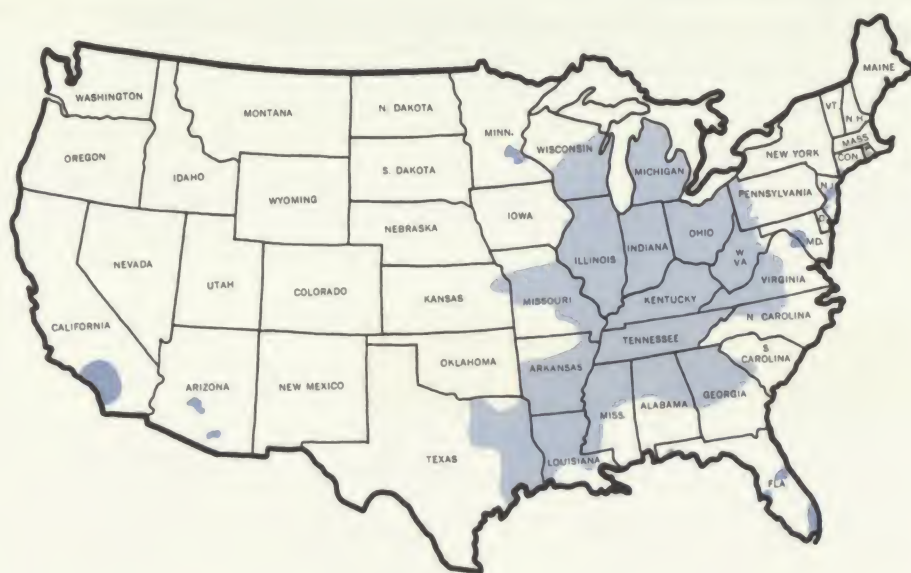 WASHINGTON
MONTANA
N. DAKOTA
MINN.
MAINE
VT.
N.H.
OREGON
IDAHO
S. DAKOTA
WISCONSIN
MICHIGAN
NEW YORK
MASS
CON.
WYOMING
IOWA
PENNSYLVANIA
N.J.
NEBRASKA
NEVADA
UTAH
COLORADO
KANSAS
MISSOURI
ILLINOIS
INDIANA
OHIO
W
VA
VIRGINIA
MD.
D.
CALIFORNIA
KENTUCKY
N. CAROLINA
TENNESSEE
S.
CAROLINA
ARIZONA
NEW MEXICO
OKLAHOMA
ARKANSAS
MISS.
ALABAMA
GEORGIA
TEXAS
LOUISIANA
FLA.